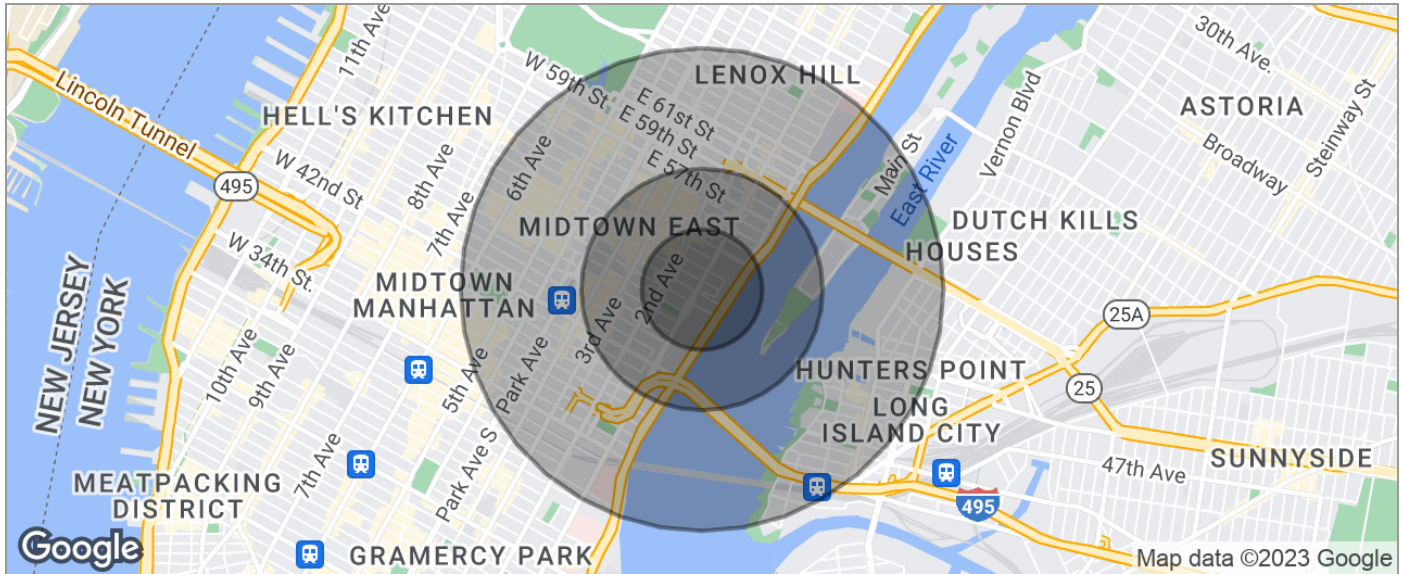 11th Ave
30th Ave.
LENOX HILL
W 59th St
Lincoln Tunnel
HELL'S KITCHEN
E 61st St
E 59th St
E 57th St
Vernon Blvd
ASTORIA
Steinway St
Broadway
Main St
East River
495
W 42nd St
8th Ave
7th Ave
6th Ave
MIDTOWN EAST
DUTCH KILLS
HOUSES
W 34th St.
MIDTOWN
MANHATTAN
2nd Ave
3rd Ave
25A
NEW JERSEY
NEW YORK
10th Ave
9th Ave
5th Ave
Park Ave
HUNTERS POINT
25
LONG
ISLAND CITY
7th Ave
Park Ave S
47th Ave
SUNNYSIDE
MEATPACKING
DISTRICT
495
GRAMERCY PARK
Google
Map data ©2023 Google